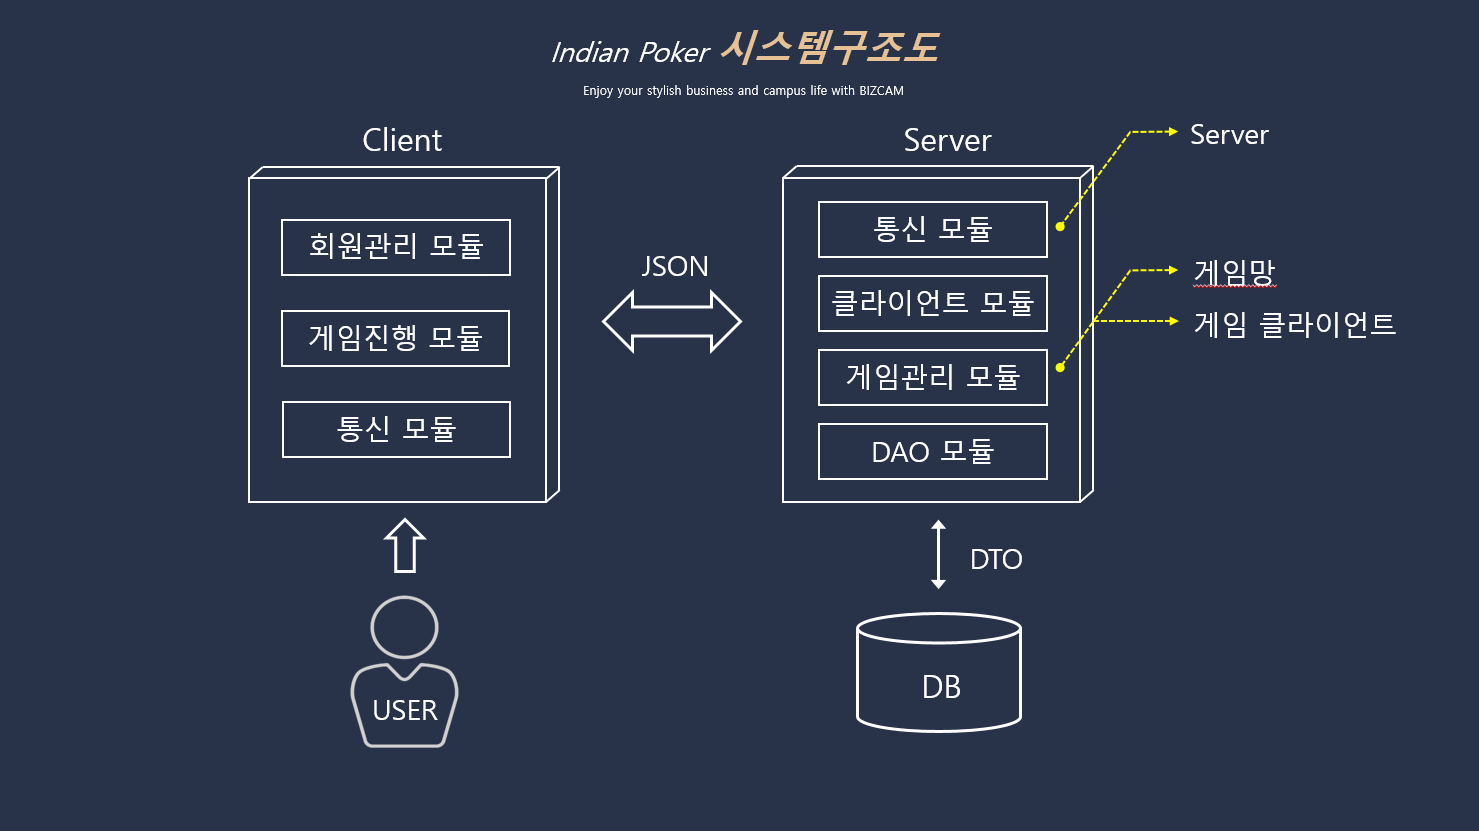 Indian Poker 시스템구조도
Enjoy your stylish business and campus life with BIZCAM
Client
회원관리 모듈
게임진행 모듈
통신 모듈
USER
JSON
Server
통신 모듈
클라이언트 모듈
게임관리 모듈
DAO 모듈
DTO
DB
Server
게임망
게임 클라이언트